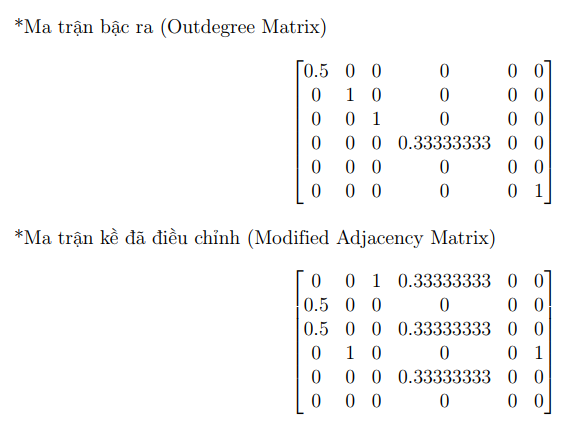 *Ma trận bậc ra (Outdegree Matrix)
0.5 0 0 0 0 0
0 1 0 0 0 0
0 0 1 0 0 0
0 0 0 0.33333333 0 0
0 0 0 0 0 0
0 0 0 0 0 1
*Ma trận kề đã điều chỉnh (Modified Adjacency Matrix)
0 0 1 0.33333333 0 0
0.5 0 0 0 0 0
0.5 0 0 0.33333333 0 0
0 1 0 0 0 1
0 0 0 0.33333333 0 0
0 0 0 0 0 0